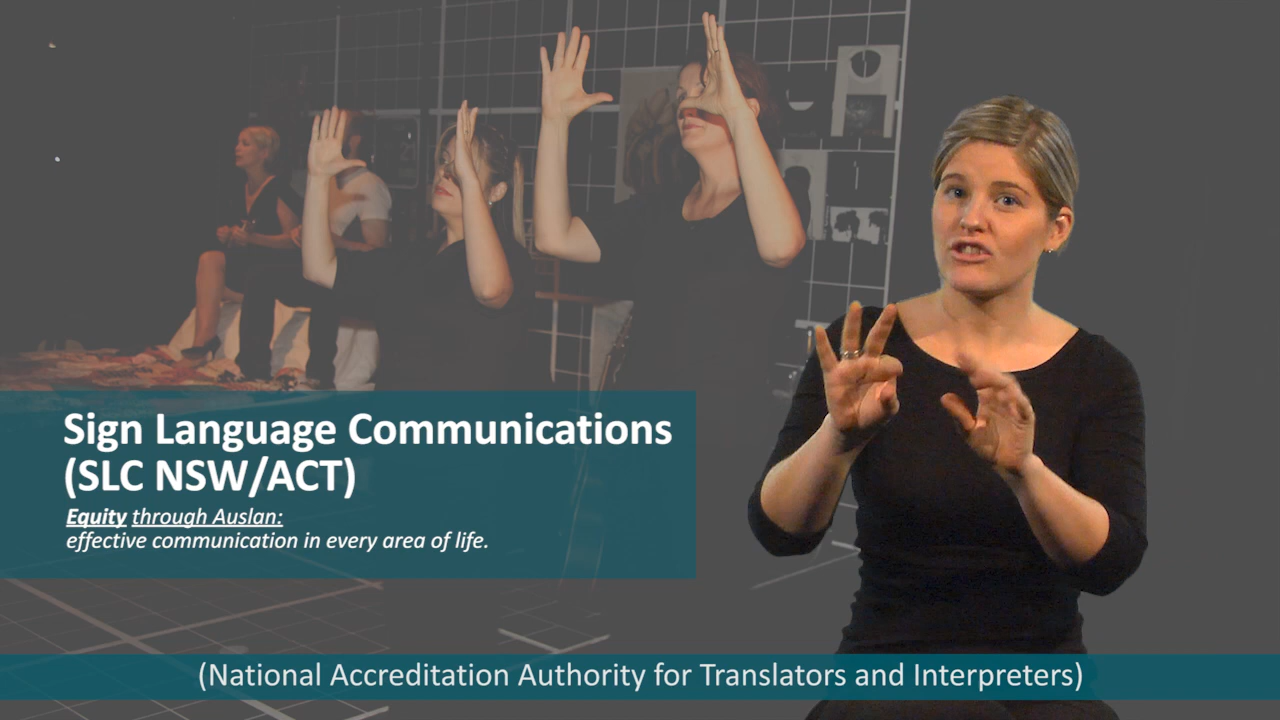 Sign Language Communications
(SLC NSW/ACT)
Equity through Auslan:
effective communication in every area of life.
(National Accreditation Authority for Translators and Interpreters)